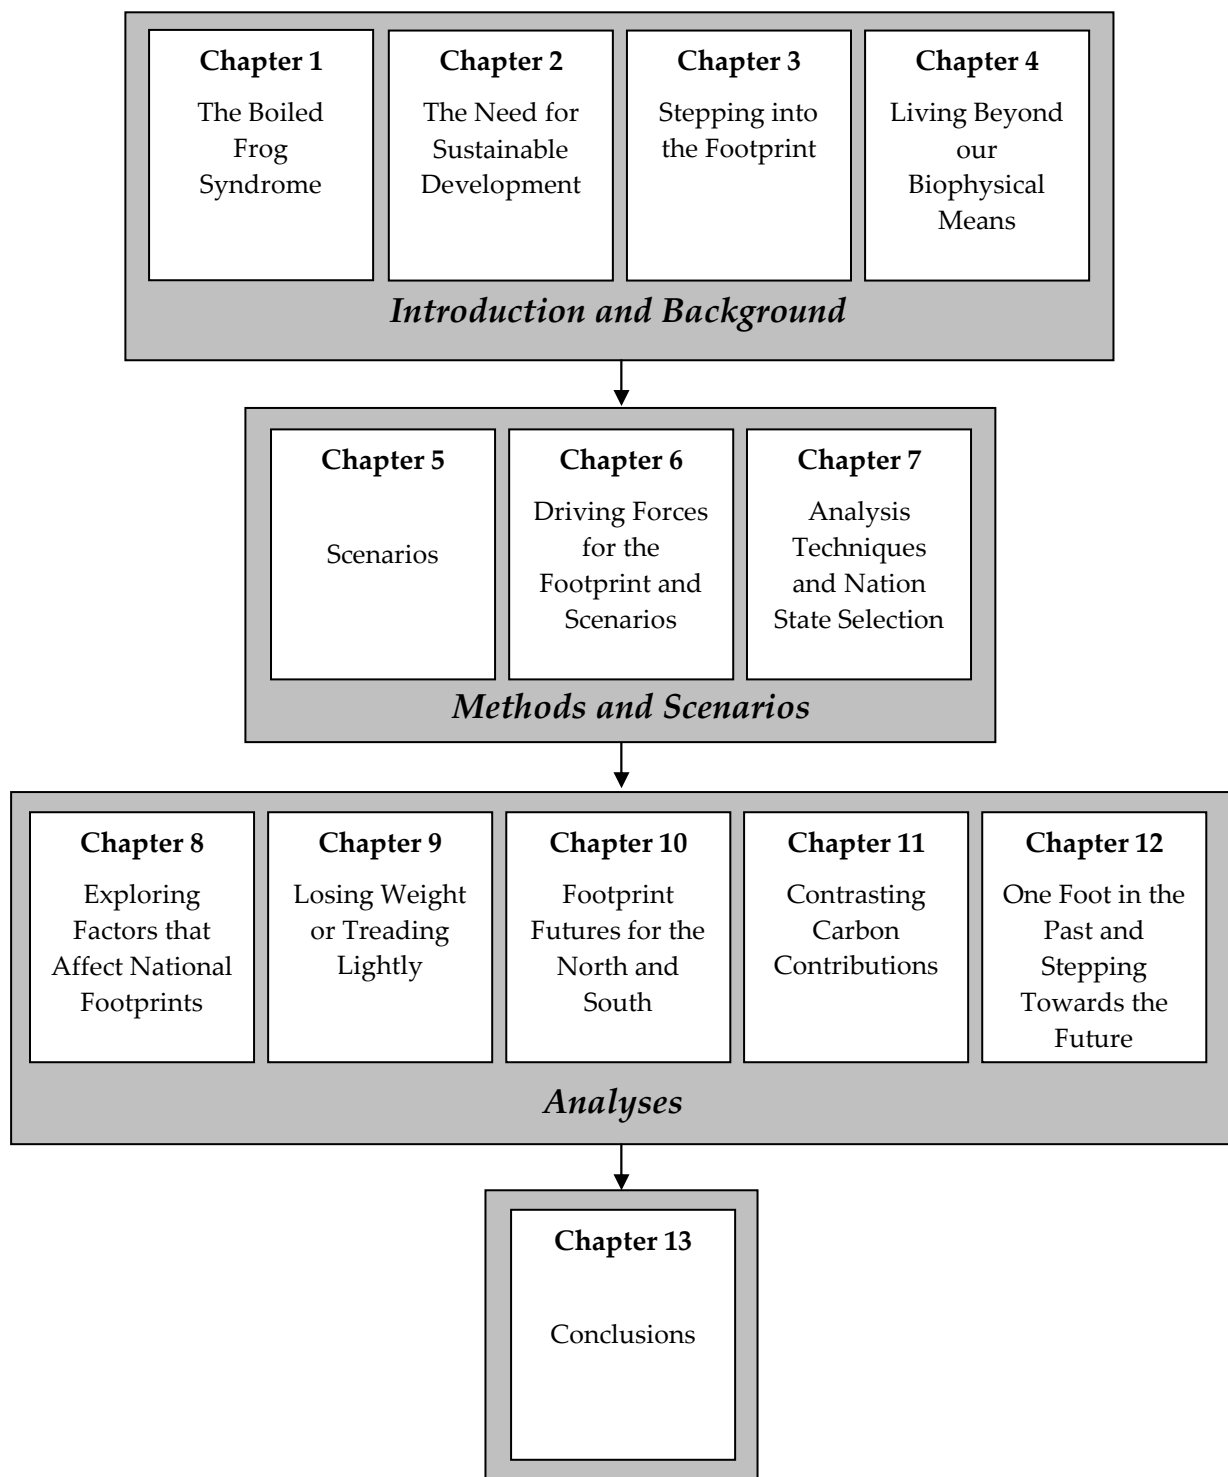 Chapter 1
The Boiled
Frog
Syndrome
Chapter 2
The Need for
Sustainable
Development
Chapter 3
Stepping into
the Footprint
Chapter 4
Living Beyond
our
Biophysical
Means
Introduction and Background
Chapter 5
Scenarios
Chapter 6
Driving Forces
for the
Footprint and
Scenarios
Chapter 7
Analysis
Techniques
and Nation
State Selection
Methods and Scenarios
Chapter 8
Exploring
Factors that
Affect National
Footprints
Chapter 9
Losing Weight
or Treading
Lightly
Chapter 10
Footprint
Futures for the
North and
South
Chapter 11
Contrasting
Carbon
Contributions
Chapter 12
One Foot in the
Past and
Stepping
Towards the
Future
Analyses
Chapter 13
Conclusions